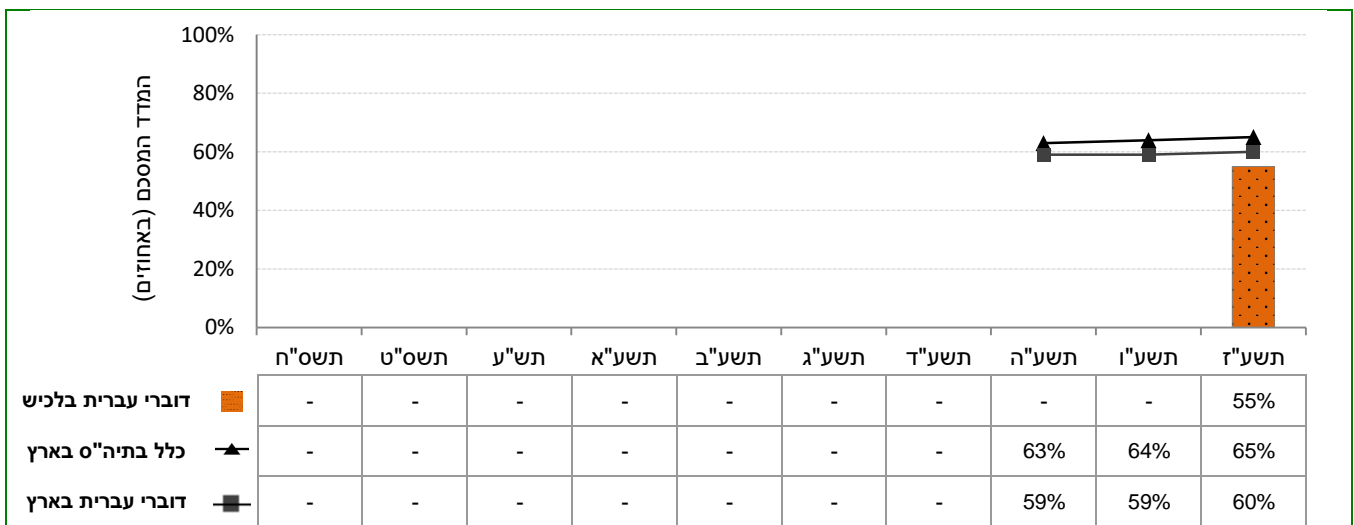 100%
80%
60%
40%
20%
0%
המדד המסכם (באחוזים)
תשס"ח תשס"ט תש"ע תשע"א תשע"ב תשע"ג תשע"ד תשע"ה תשע"ו תשע"ז
דוברי עברית בלכיש - - - - - - - - - 55%
כלל בתיה"ס בארץ - - - - - - - 63% 64% 65%
דוברי עברית בארץ - - - - - - - 59% 59% 60%